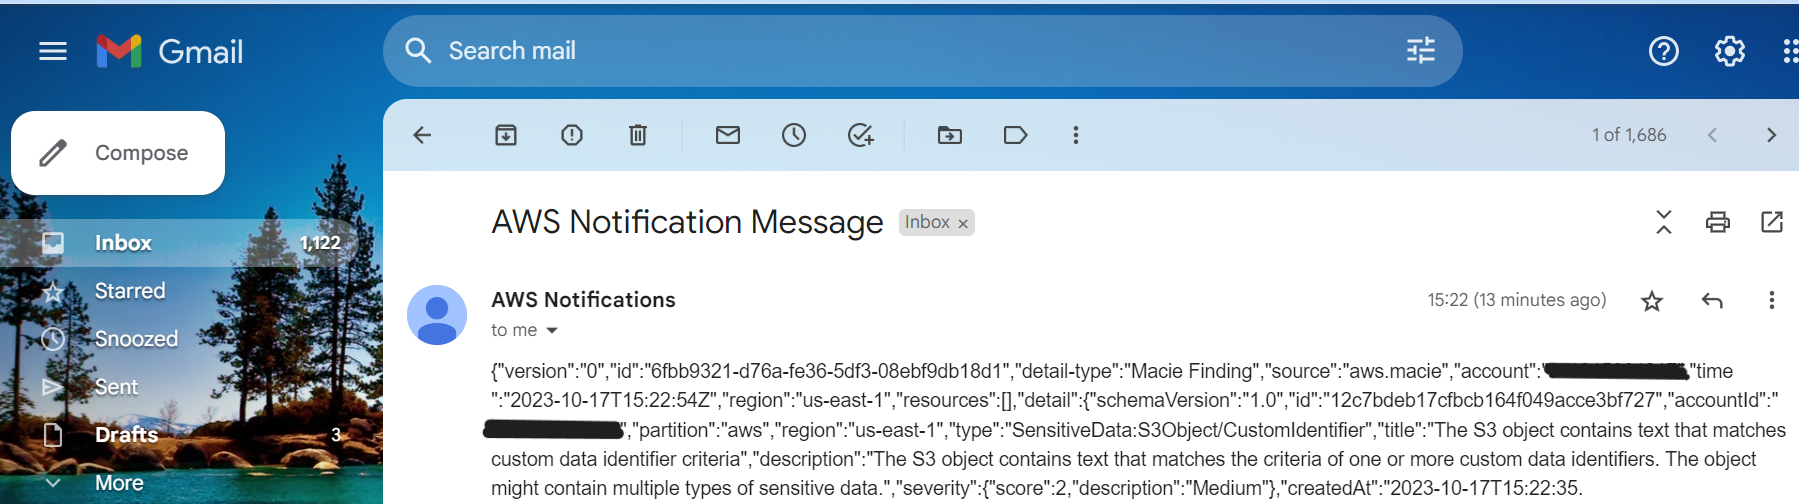 Gmail
Search mail
Compose
1 of 1,686
AWS Notification Message Inbox x
Inbox 1,122
Starred
AWS Notifications 15:22 (13 minutes ago)
to me
Snoozed
Sent
Drafts 3
More
{"version":"0","id":"6fbb9321-d76a-fe36-5df3-08ebf9db18d1","detail-type":"Macie Finding","source":"aws.macie","account":" ","time
":"2023-10-17T15:22:54Z","region":"us-east-1","resources":[],"detail":{"schemaVersion":"1.0","id":"12c7bdeb17cfbcb164f049acce3bf727","accountId":"
","partition":"aws","region":"us-east-1","type":"SensitiveData:S3Object/CustomIdentifier","title":"The S3 object contains text that matches
custom data identifier criteria","description":"The S3 object contains text that matches the criteria of one or more custom data identifiers. The object
might contain multiple types of sensitive data.","severity":{"score":2,"description":"Medium"},"createdAt":"2023-10-17T15:22:35.